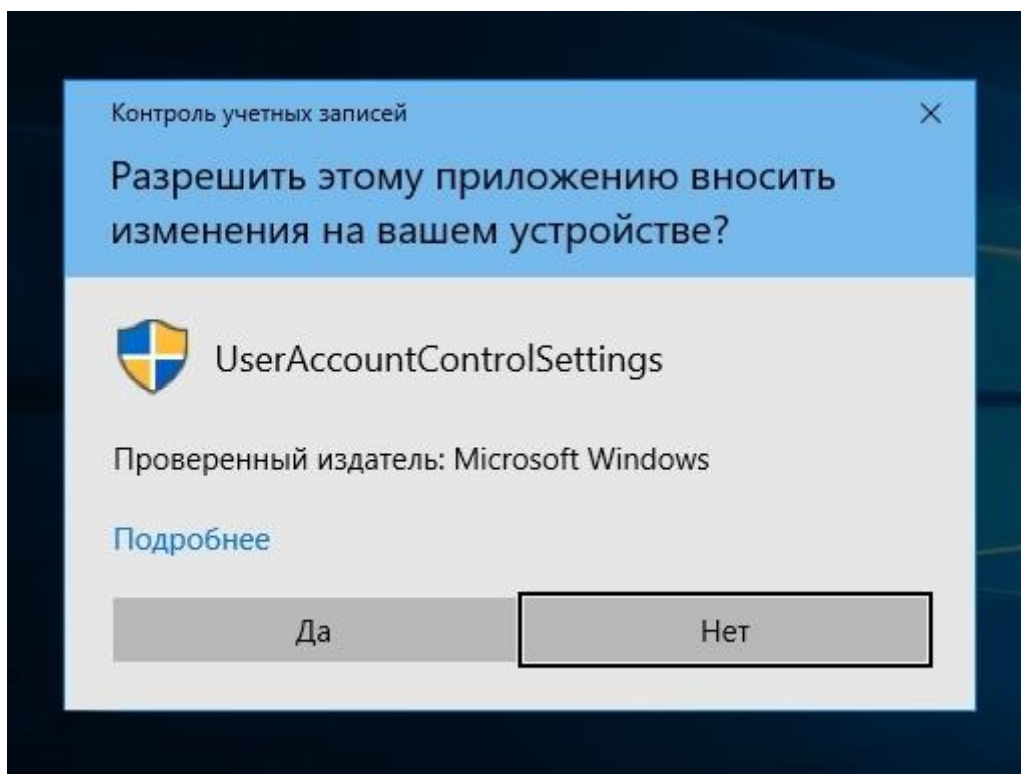 Контроль учетных записей
Разрешить этому приложению вносить
изменения на вашем устройстве?
UserAccountControlSettings
Проверенный издатель: Microsoft Windows
Подробнее
Да
Нет